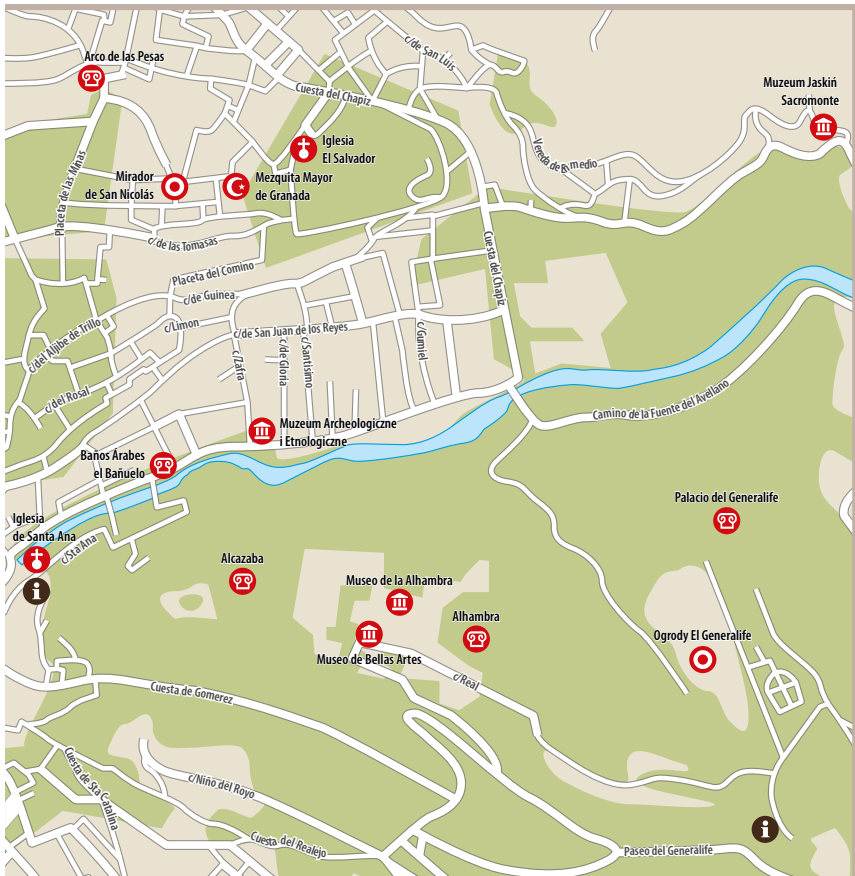 c/de San Luis
Arco de las Pesas
Muzeum Jaskiń
Sacromonte
Cuesta del Chapiz
Iglesia
El Salvador
Placeta de las Minas
Mirador
de San Nicolás
Mezquita Mayor
de Granada
c/de las Tomasas
Cuesta del Chapiz
Placeta del Comino
c/de Guinea
c/del Aljibe de Trillo
c/Limon
c/de San Juan de los Reyes
c/Zafra
c/de Gloria
c/Santísimo
c/Gumiel
c/del Rosal
Camino de la Fuente del Avellano
Muzeum Archeologiczne
i Etnologiczne
Baños Árabes
el Bañuelo
Palacio del Generalife
Iglesia
de Santa Ana
c/Sta Ana
Alcazaba
Museo de la Alhambra
Alhambra
Ogrody El Generalife
Museo de Bellas Artes
c/Real
Cuesta de Gomerez
Cuesta de Sta Catalina
c/Niño del Royo
Cuesta del Realejo
Paseo del Generalife
Vereda de
medio